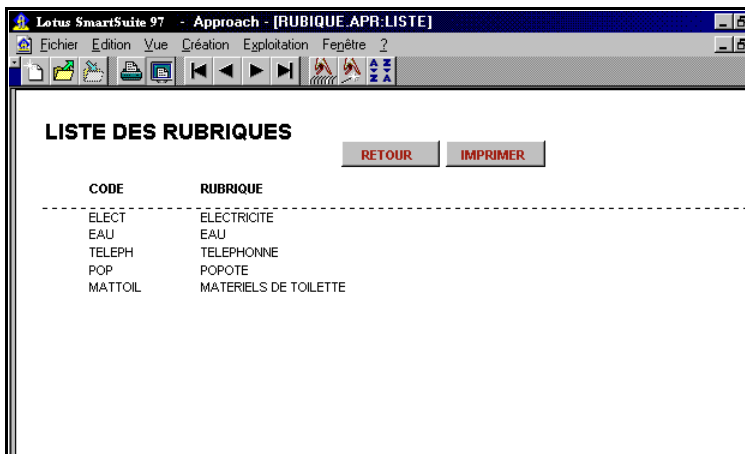 Lotus SmartSuite 97 - Approach - [RUBIQUE.APR:LISTE]
Fichier Edition Vue Création Exploitation Fenêtre ?
LISTE DES RUBRIQUES
RETOUR IMPRIMER
CODE RUBRIQUE
ELECT ELECTRICITE
EAU EAU
TELEPH TELEPHONNE
POP POPOTE
MATTOIL MATERIELS DE TOILETTE